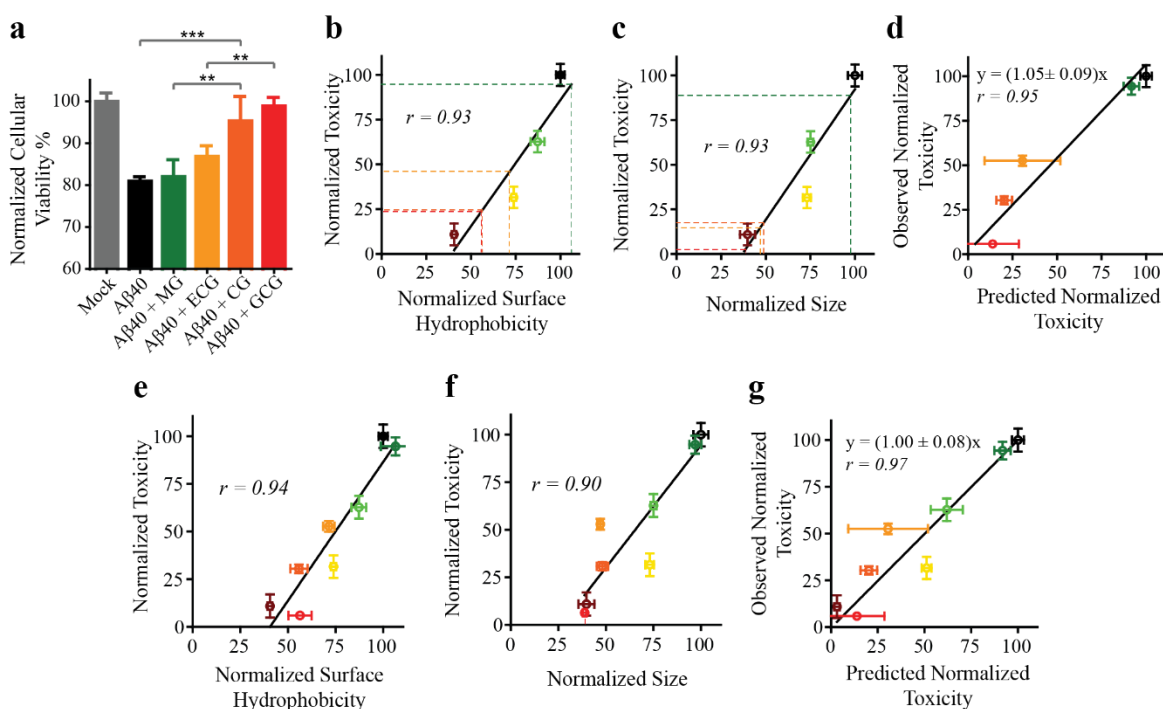 a
Normalized Cellular
Viability %
100
90
80
70
60
***
**
**
Mock
Aβ40
Aβ40 + MG
Aβ40 + ECG
Aβ40 + CG
Aβ40 + GCG
b
Normalized Toxicity
100
75
50
25
0
r = 0.93
0
25
50
75
100
Normalized Surface
Hydrophobicity
c
Normalized Toxicity
100
75
50
25
0
r = 0.93
0
25
50
75
100
Normalized Size
d
Observed Normalized
Toxicity
100
75
50
25
0
y = (1.05± 0.09)x
r = 0.95
0
25
50
75
100
Predicted Normalized
Toxicity
e
Normalized Toxicity
100
75
50
25
0
r = 0.94
0
25
50
75
100
Normalized Surface
Hydrophobicity
f
Normalized Toxicity
100
75
50
25
0
r = 0.90
0
25
50
75
100
Normalized Size
g
Observed Normalized
Toxicity
100
75
50
25
0
y = (1.00 ± 0.08)x
r = 0.97
0
25
50
75
100
Predicted Normalized
Toxicity